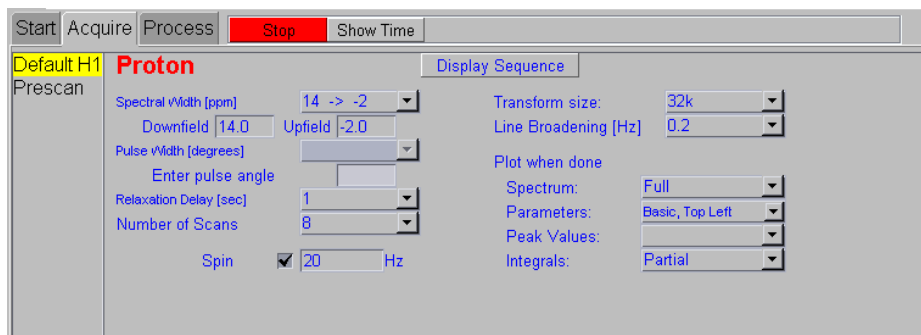 Start Acquire Process Stop Show Time
Default H1 Proton Display Sequence
Prescan
Spectral Width [ppm] 14 -> -2 Transform size: 32k
Downfield 14.0 Upfield -2.0 Line Broadening [Hz] 0.2
Pulse Width [degrees]
Plot when done
Enter pulse angle
Spectrum: Full
Relaxation Delay [sec] 1
Parameters: Basic, Top Left
Number of Scans 8
Peak Values:
Spin 20 Hz Integrals: Partial